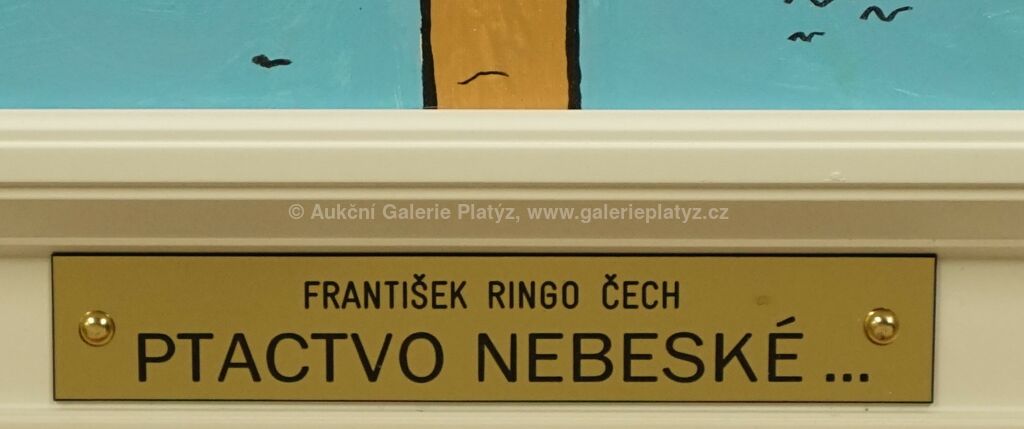 © Aukční Galerie Platýz, www.galerieplatyz.cz
FRANTIŠEK RINGO ČECH
PTACTVO NEBESKÉ ...